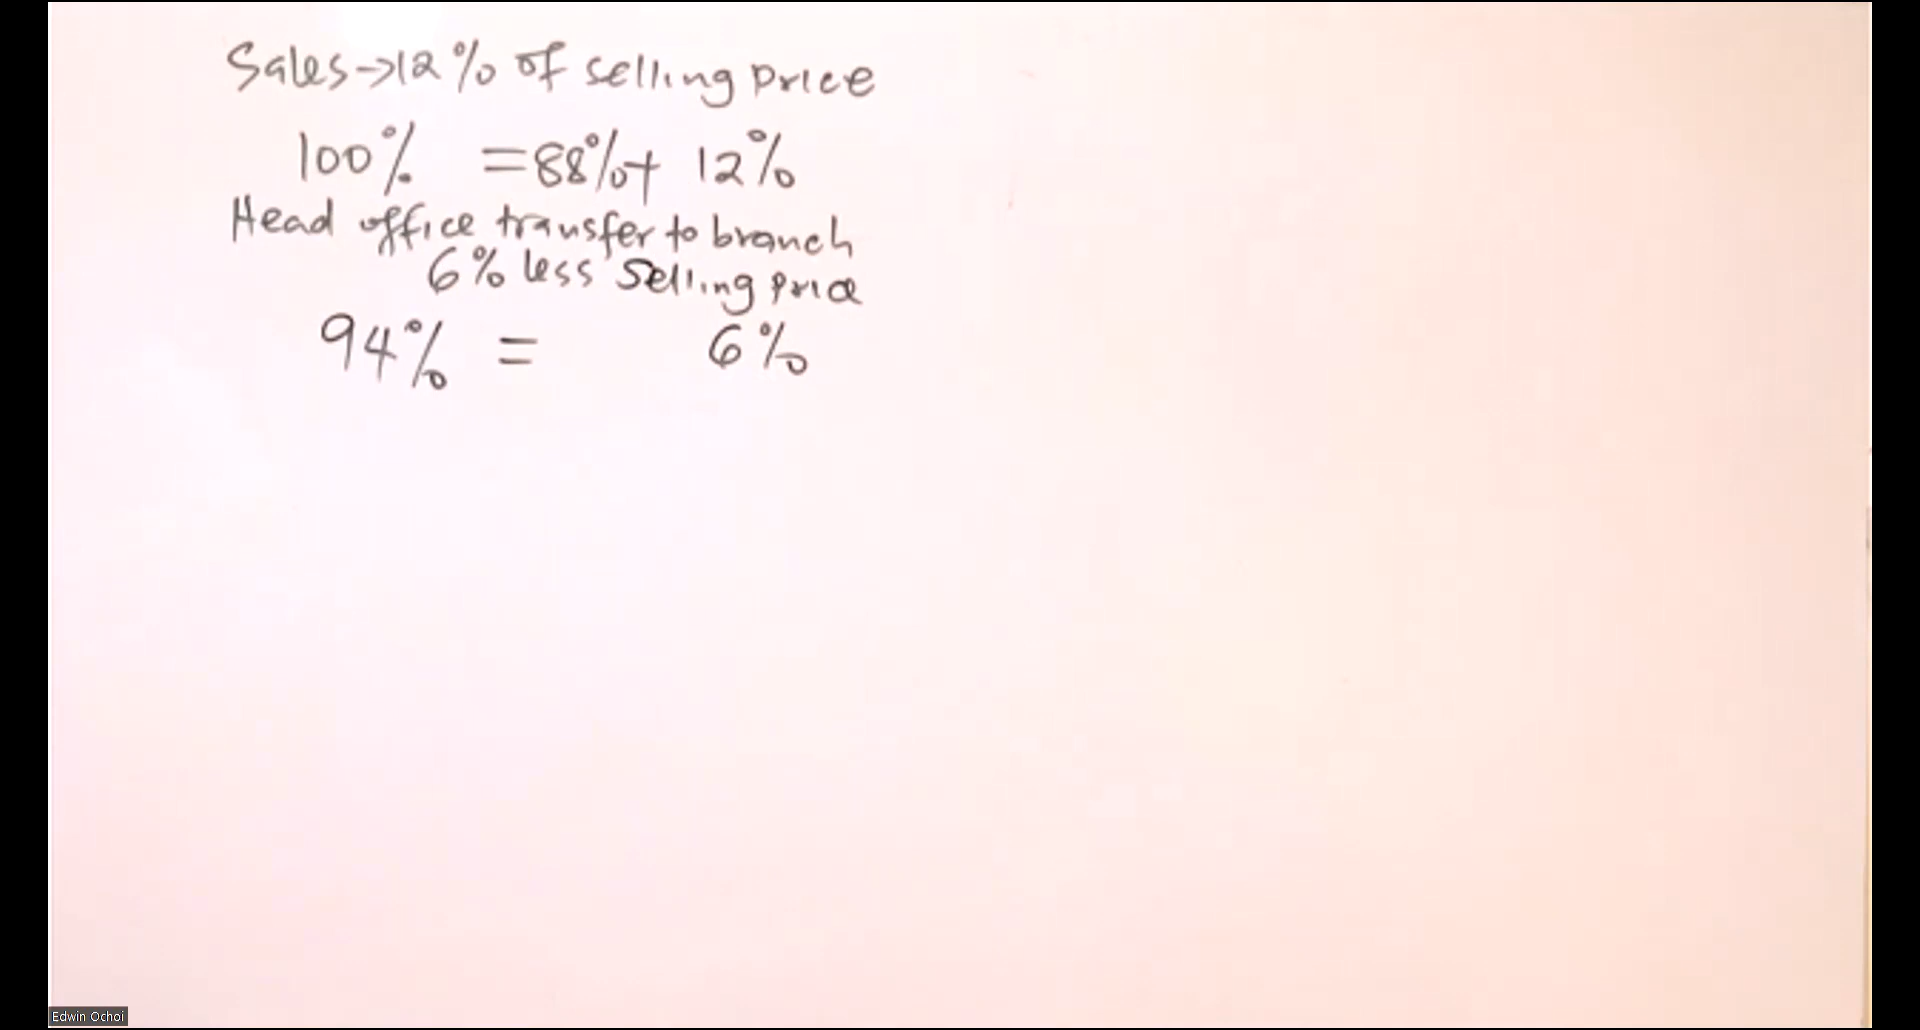 Sales→12% of selling price
100% =88%+ 12%
Head office transfer to branch
6% less selling price
94% = 6%
Edwin Ochoi